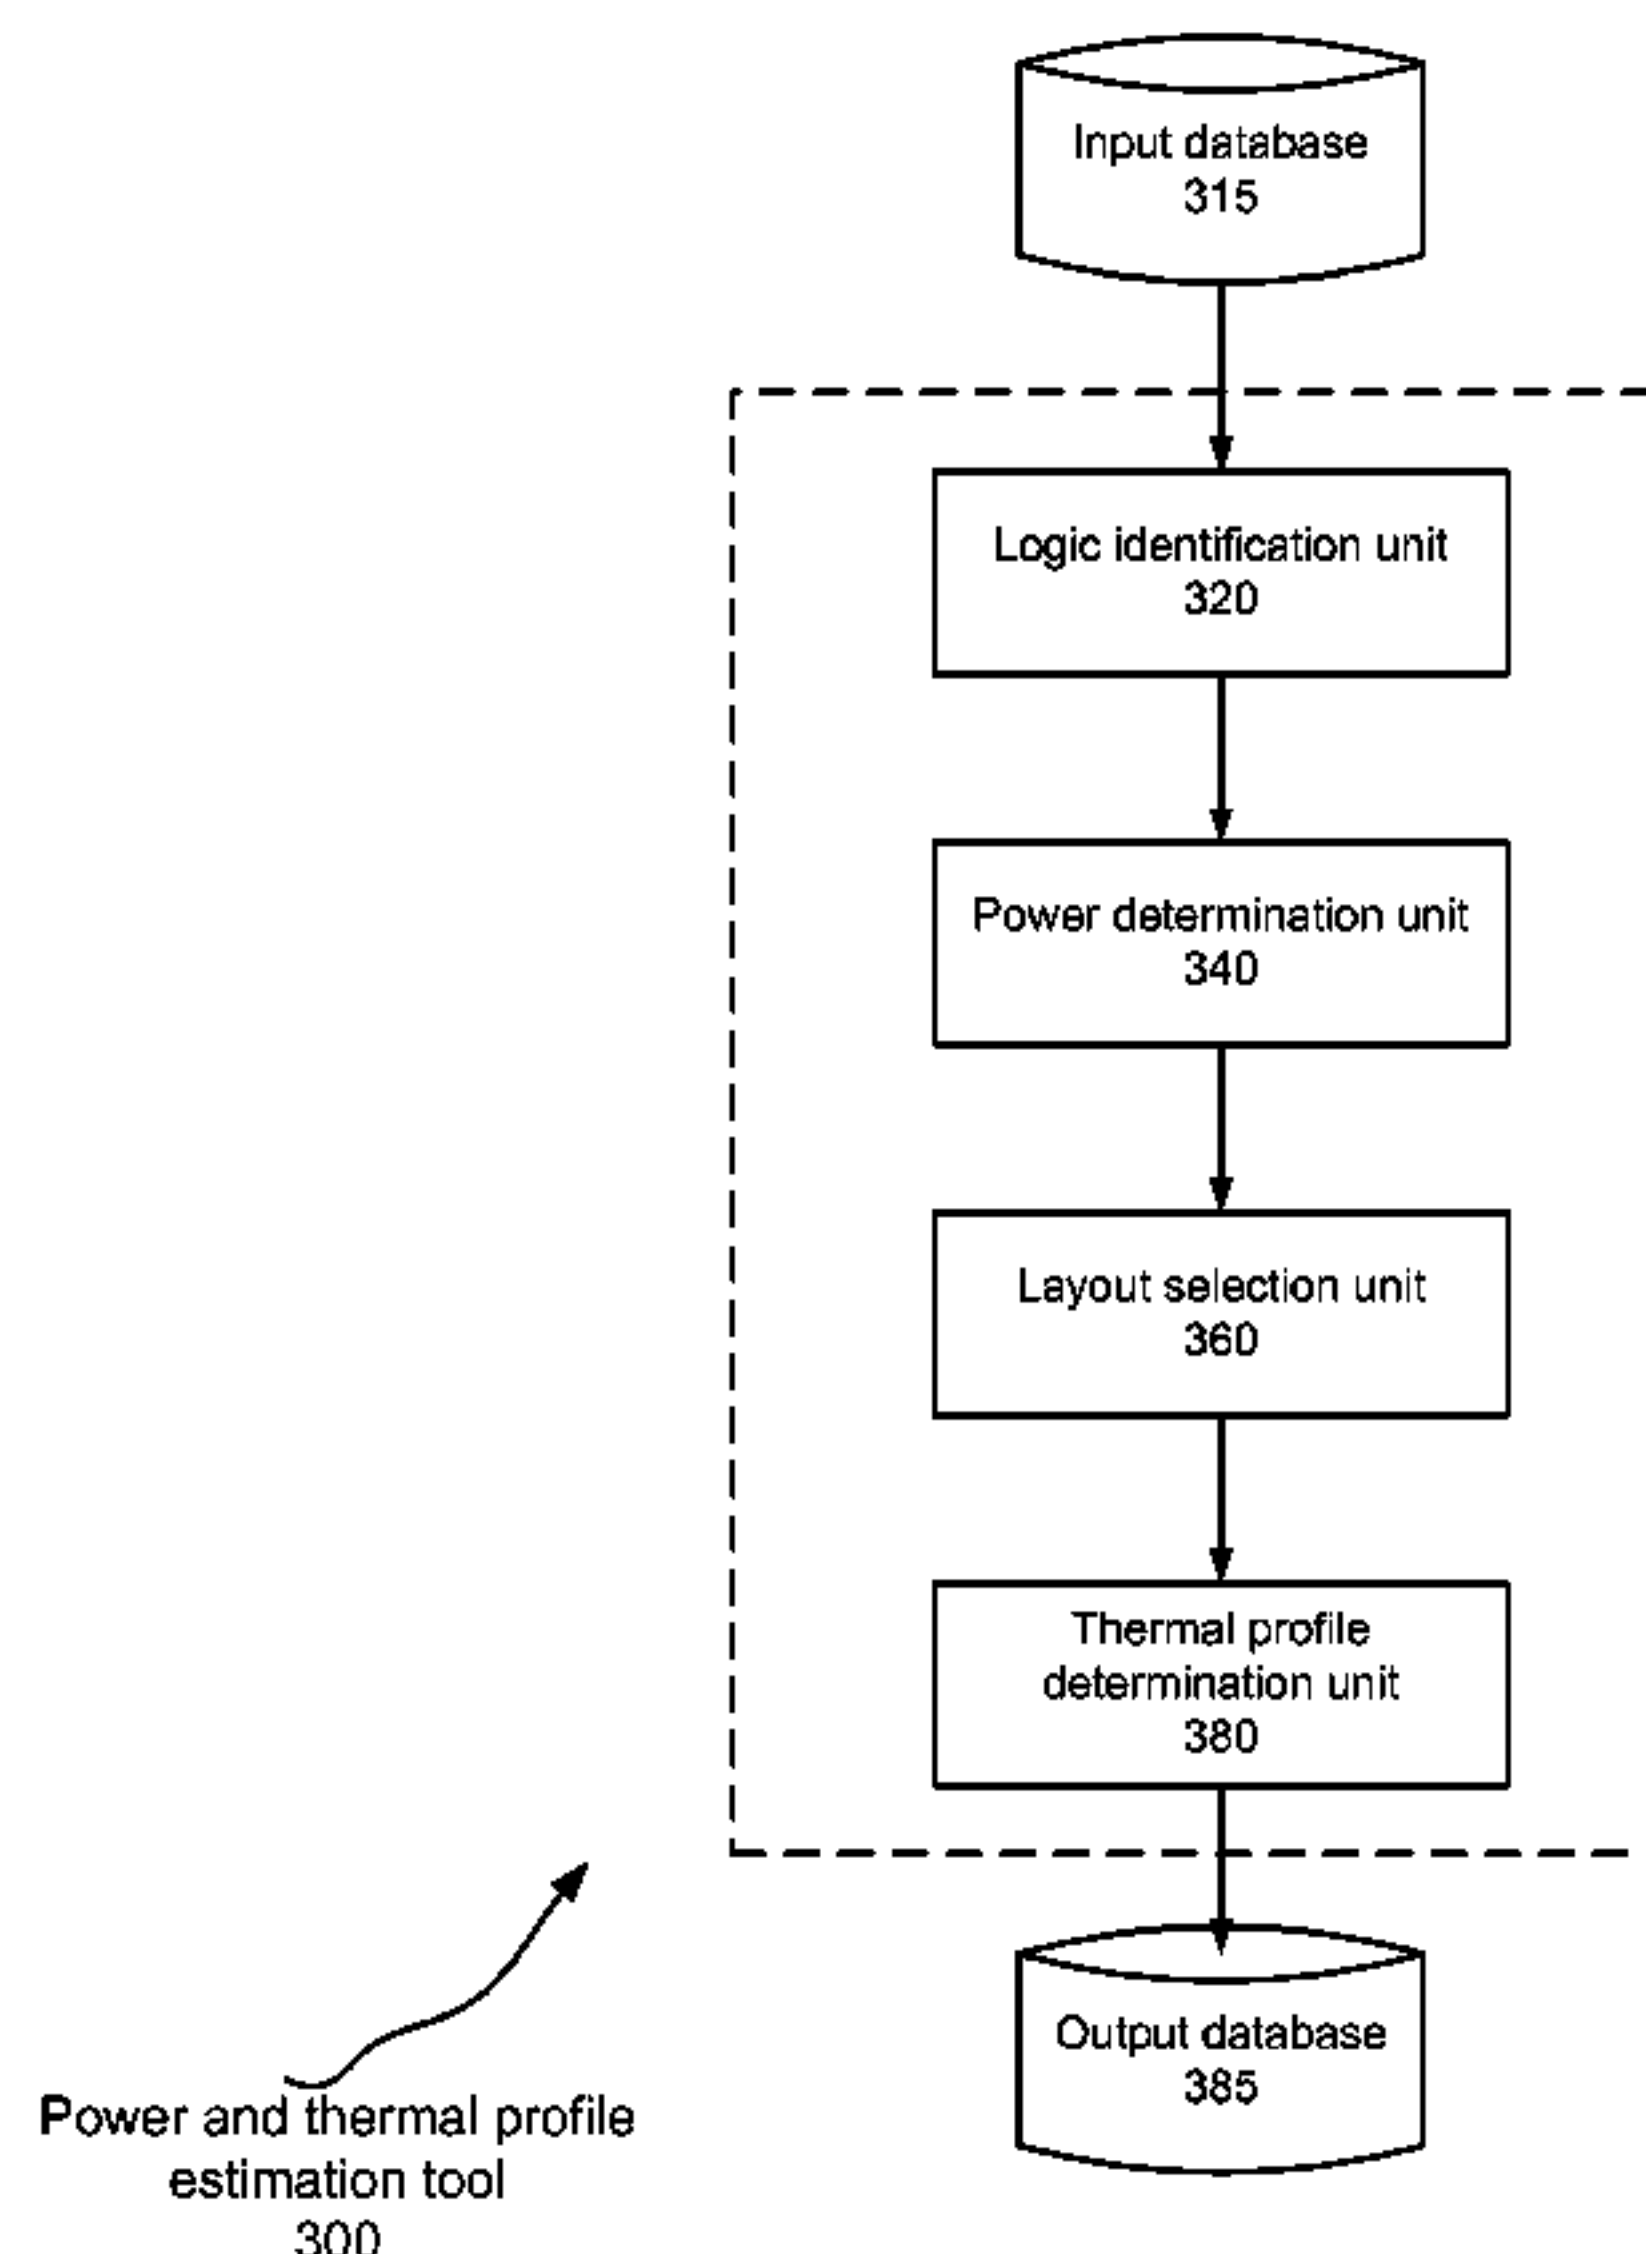 Input database
315
Logic identification unit
320
Power determination unit
340
Layout selection unit
360
Thermal profile
determination unit
380
Output database
385
Power and thermal profile
estimation tool
300